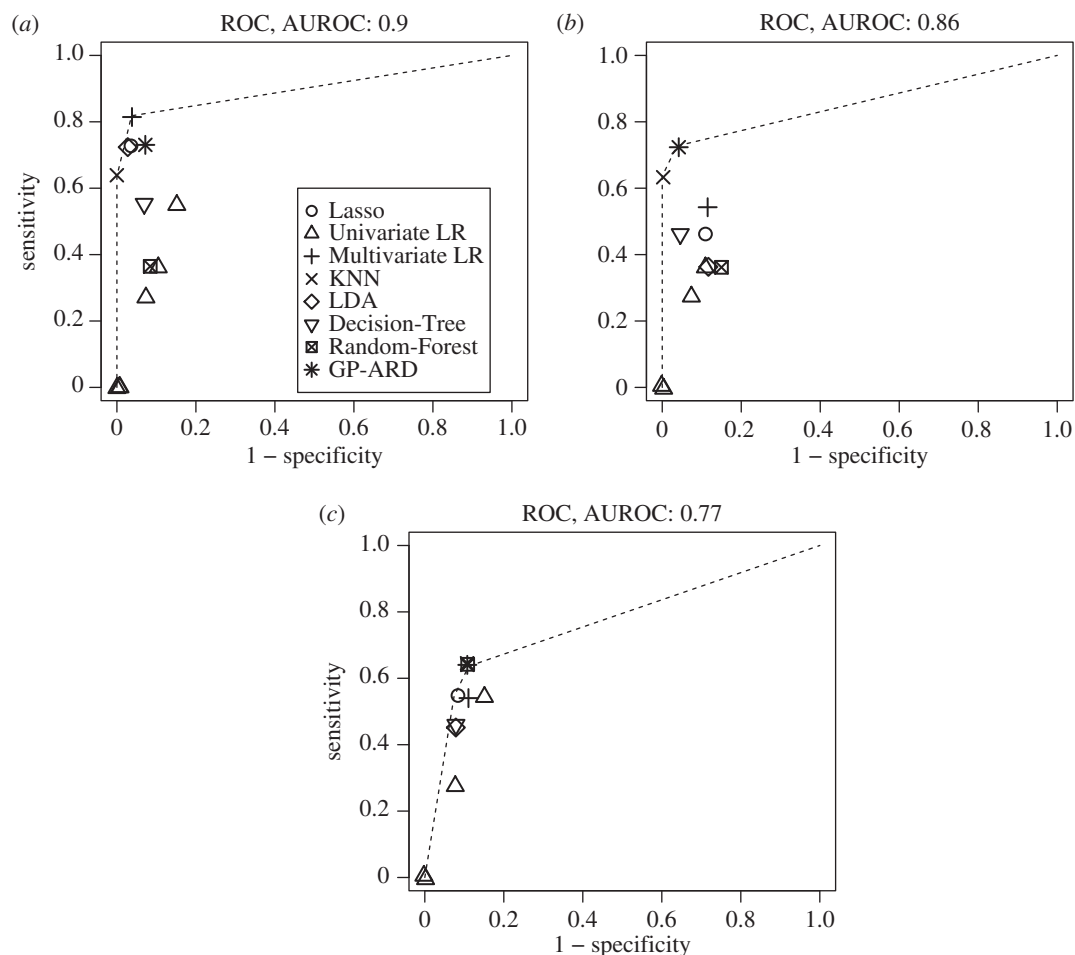 (a)
ROC, AUROC: 0.9
1.0
0.8
0.6
0.4
0.2
0
sensitivity
Lasso
Univariate LR
Multivariate LR
KNN
LDA
Decision-Tree
Random-Forest
GP-ARD
0 0.2 0.4 0.6 0.8 1.0
1 – specificity
(b)
ROC, AUROC: 0.86
1.0
0.8
0.6
0.4
0.2
0
sensitivity
0 0.2 0.4 0.6 0.8 1.0
1 – specificity
(c)
ROC, AUROC: 0.77
1.0
0.8
0.6
0.4
0.2
0
sensitivity
0 0.2 0.4 0.6 0.8 1.0
1 – specificity